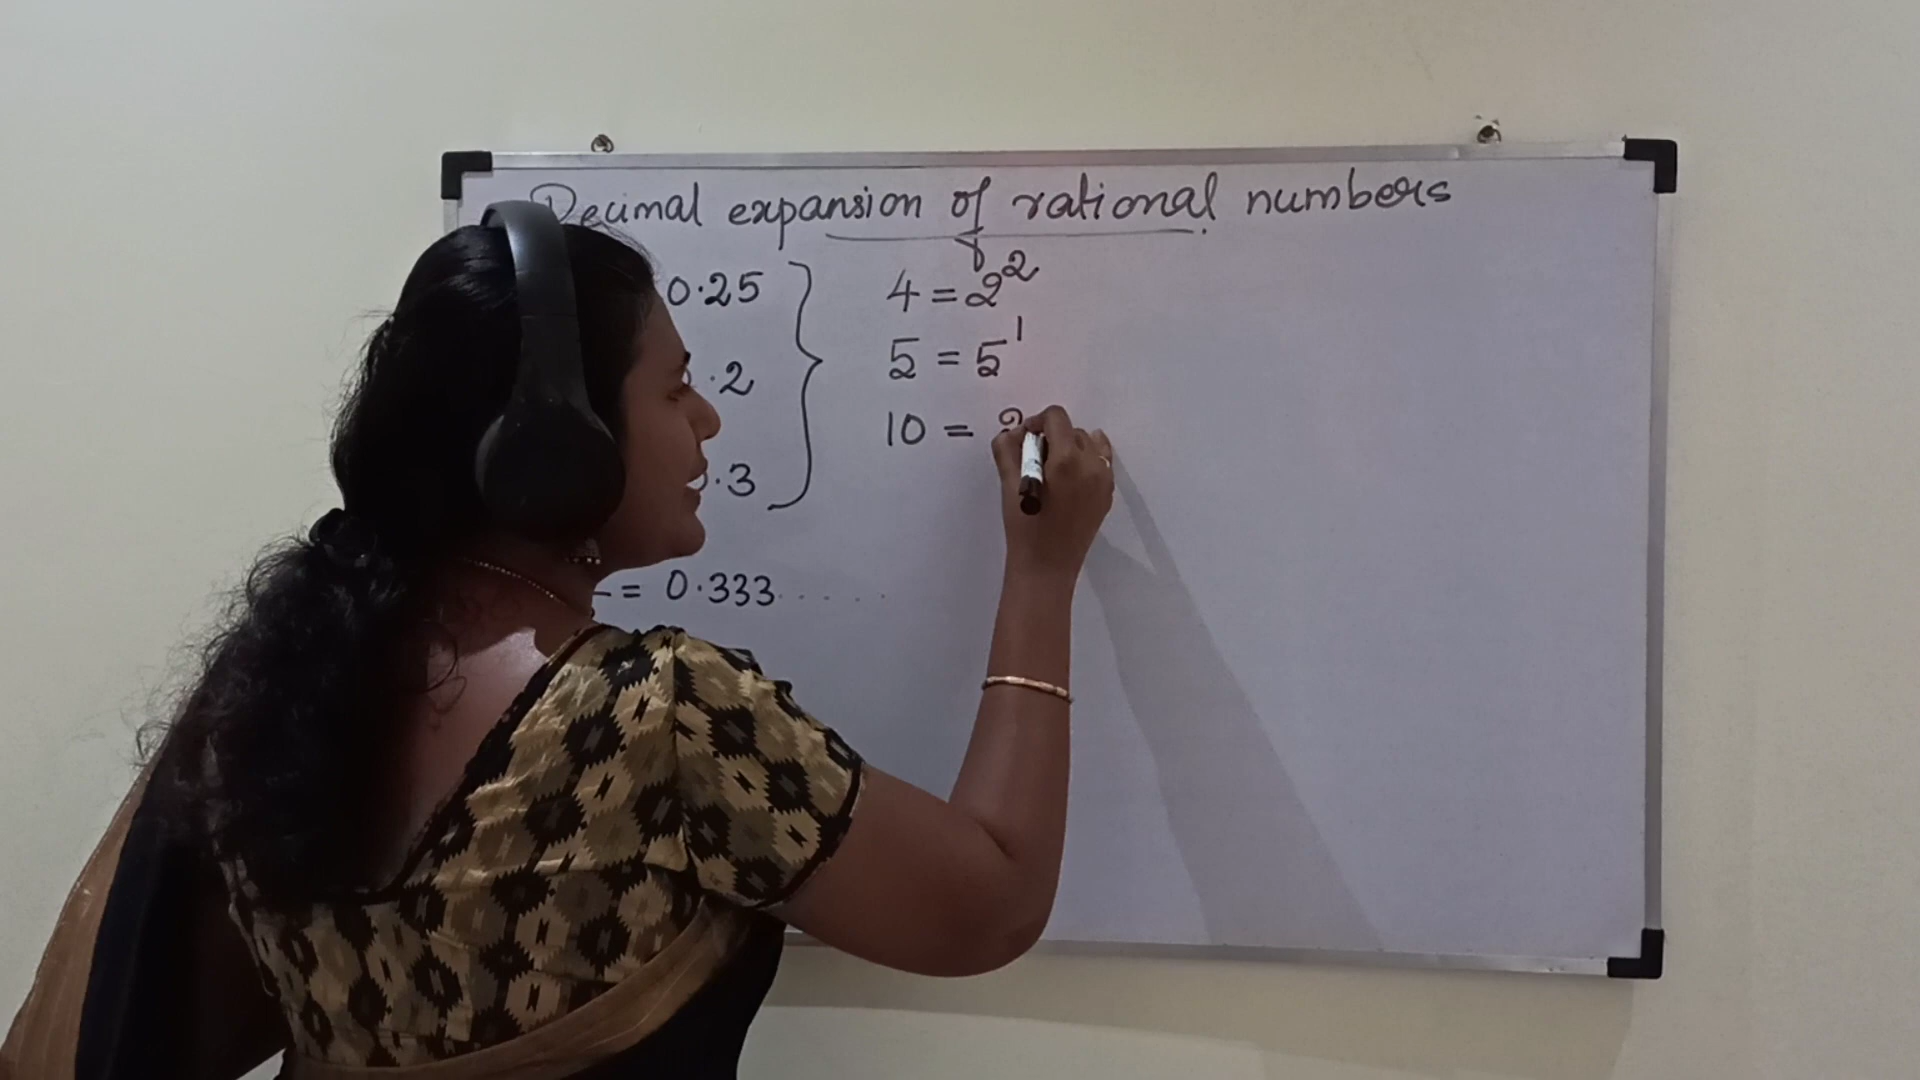 Decimal expansion of rational numbers
0.25
4 = 2²
.2
5 = 5¹
.3
10 = 2
= 0.333.....